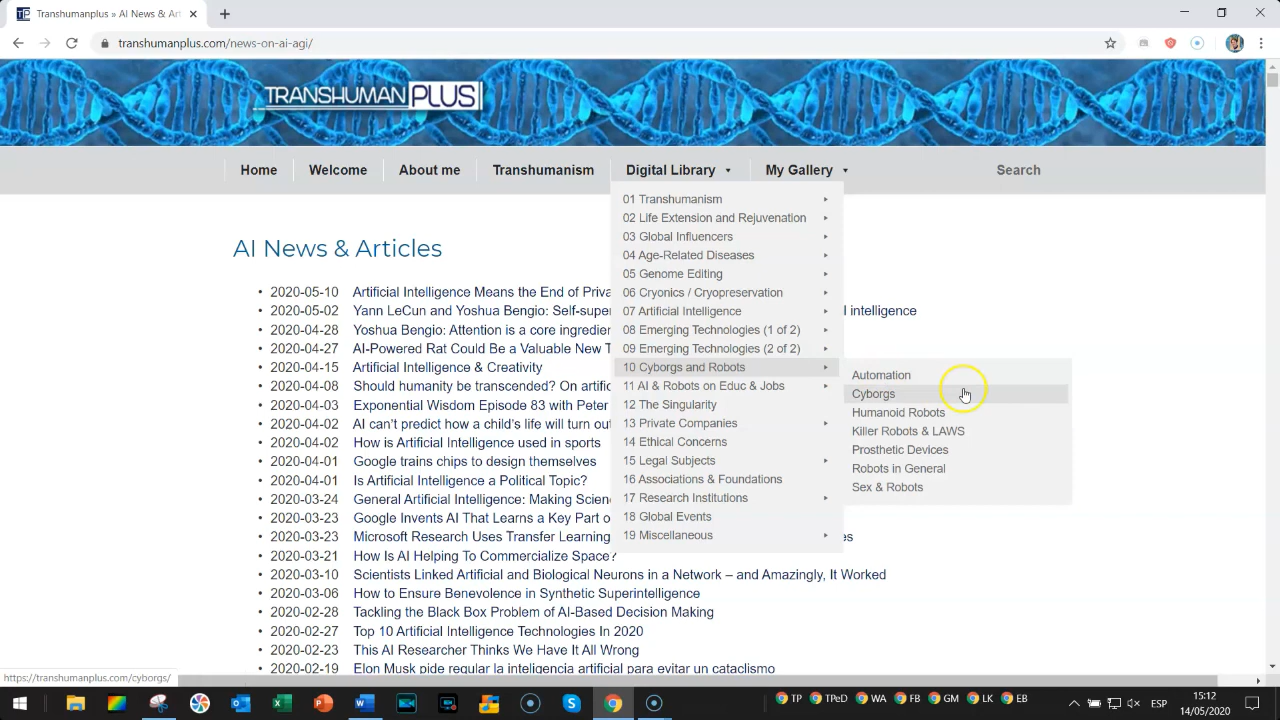 TP Transhumanplus » AI News & Art
transhumanplus.com/news-on-ai-agi/
TRANSHUMAN PLUS
Home Welcome About me Transhumanism Digital Library My Gallery Search
AI News & Articles
01 Transhumanism
02 Life Extension and Rejuvenation
03 Global Influencers
04 Age-Related Diseases
05 Genome Editing
06 Cryonics / Cryopreservation
07 Artificial Intelligence
08 Emerging Technologies (1 of 2)
09 Emerging Technologies (2 of 2)
10 Cyborgs and Robots
11 AI & Robots on Educ & Jobs
12 The Singularity
13 Private Companies
14 Ethical Concerns
15 Legal Subjects
16 Associations & Foundations
17 Research Institutions
18 Global Events
19 Miscellaneous
Automation
Cyborgs
Humanoid Robots
Killer Robots & LAWS
Prosthetic Devices
Robots in General
Sex & Robots
• 2020-05-10 Artificial Intelligence Means the End of Priva
• 2020-05-02 Yann LeCun and Yoshua Bengio: Self-super l intelligence
• 2020-04-28 Yoshua Bengio: Attention is a core ingredien
• 2020-04-27 AI-Powered Rat Could Be a Valuable New T
• 2020-04-15 Artificial Intelligence & Creativity
• 2020-04-08 Should humanity be transcended? On artific
• 2020-04-03 Exponential Wisdom Episode 83 with Peter
• 2020-04-02 AI can't predict how a child's life will turn out
• 2020-04-02 How is Artificial Intelligence used in sports
• 2020-04-01 Google trains chips to design themselves
• 2020-04-01 Is Artificial Intelligence a Political Topic?
• 2020-03-24 General Artificial Intelligence: Making Scien
• 2020-03-23 Google Invents AI That Learns a Key Part o
• 2020-03-23 Microsoft Research Uses Transfer Learning es
• 2020-03-21 How Is AI Helping To Commercialize Space?
• 2020-03-10 Scientists Linked Artificial and Biological Neurons in a Network – and Amazingly, It Worked
• 2020-03-06 How to Ensure Benevolence in Synthetic Superintelligence
• 2020-03-02 Tackling the Black Box Problem of AI-Based Decision Making
• 2020-02-27 Top 10 Artificial Intelligence Technologies In 2020
• 2020-02-23 This AI Researcher Thinks We Have It All Wrong
• 2020-02-19 Elon Musk pide regular la inteligencia artificial para evitar un cataclismo
https://transhumanplus.com/cyborgs/
TP TPeD WA FB GM LK EB
ESP
15:12
14/05/2020